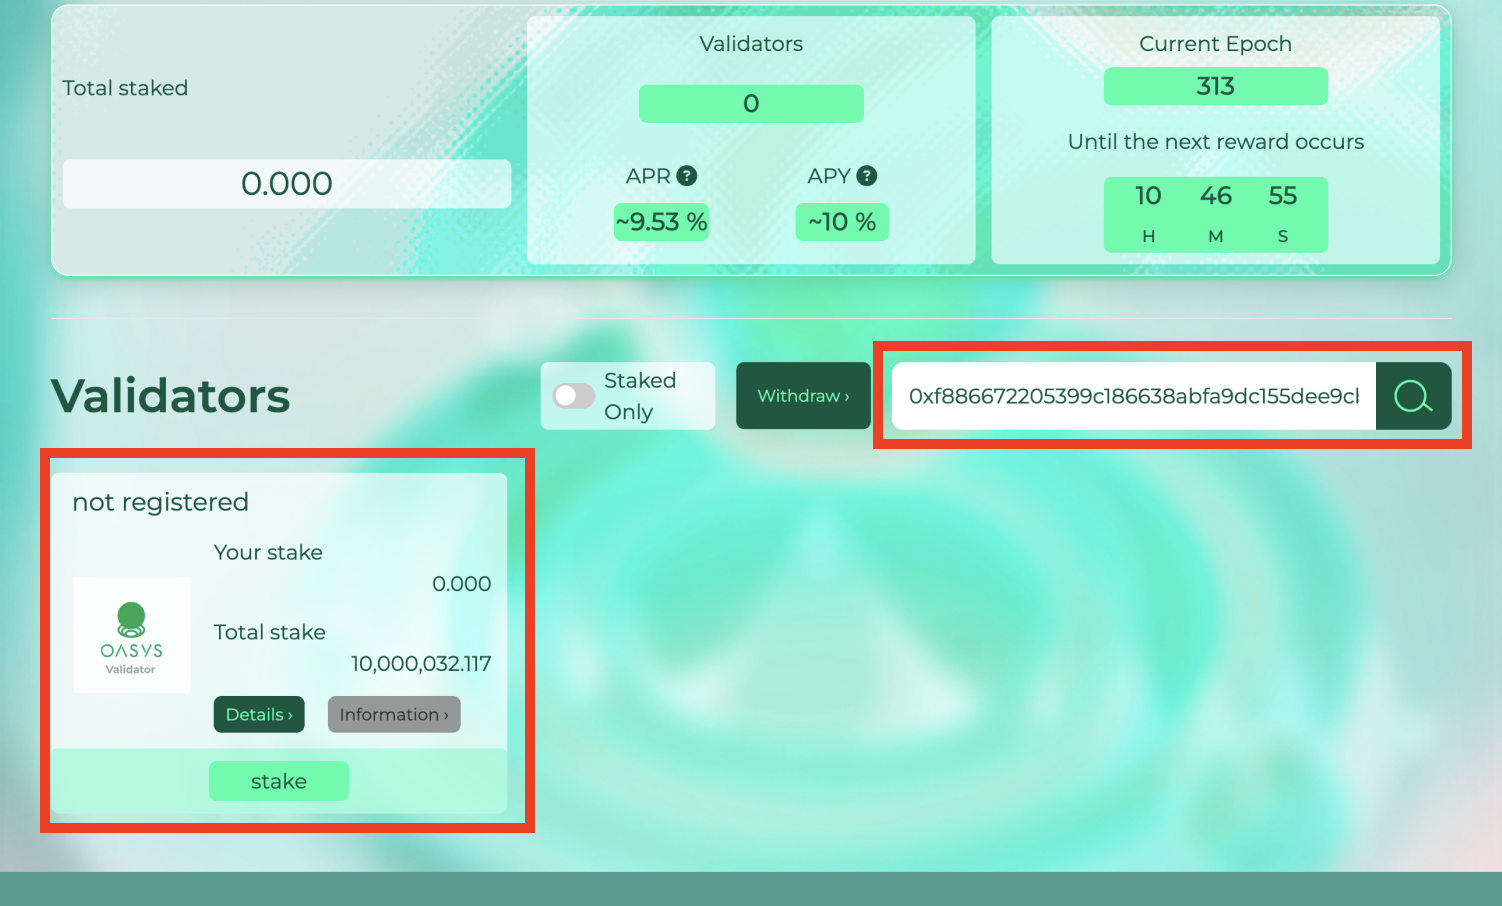 Total staked
0.000
Validators
0
APR ?
~9.53 %
APY ?
~10 %
Current Epoch
313
Until the next reward occurs
10 46 55
H M S
Validators
Staked
Only
Withdraw ›
0xf886672205399c186638abfa9dc155dee9cl
not registered
OΛSYS
Validator
Your stake
0.000
Total stake
10,000,032.117
Details ›
Information ›
stake